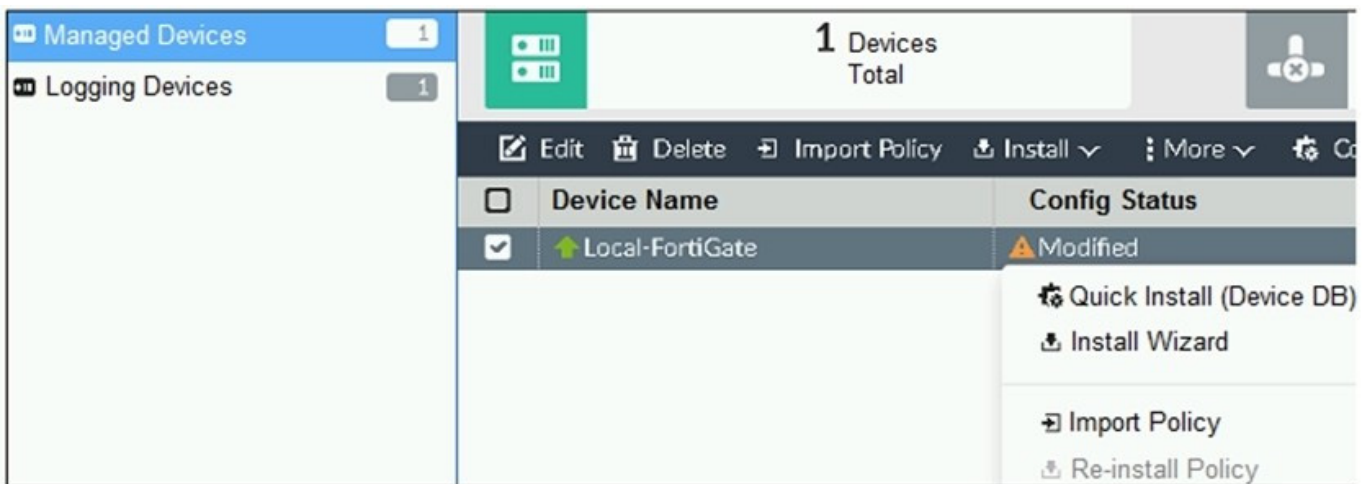 Managed Devices 1
Logging Devices 1
1 Devices
Total
Edit Delete Import Policy Install More
Device Name Config Status
Local-FortiGate Modified
Quick Install (Device DB)
Install Wizard
Import Policy
Re-install Policy